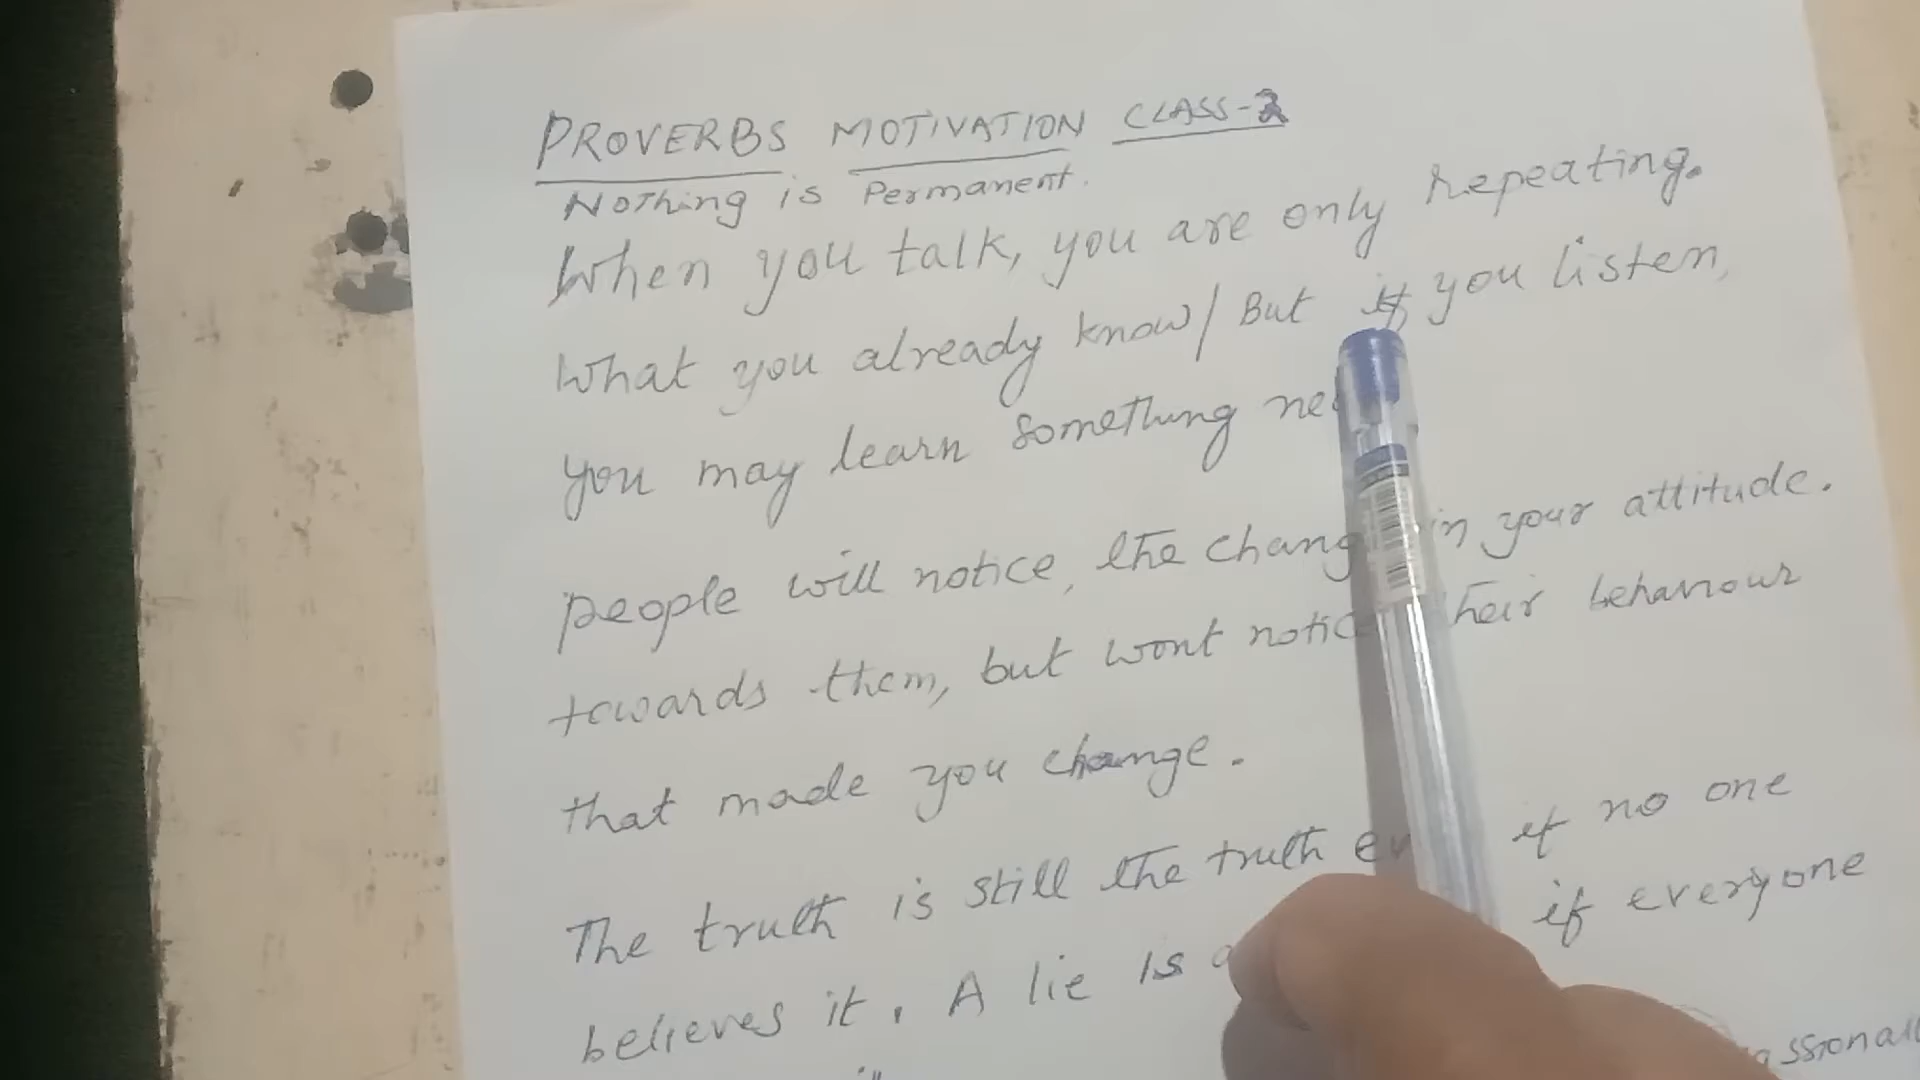 PROVERBS MOTIVATION CLASS-2
Nothing is Permanent.
When you talk, you are only repeating.
What you already know/ But if you listen,
you may learn something
people will notice, the in your attitude.
towards them, but wont behaviour
that made you change.
The truth is still the truth if no one
believes it. A lie is if everyone